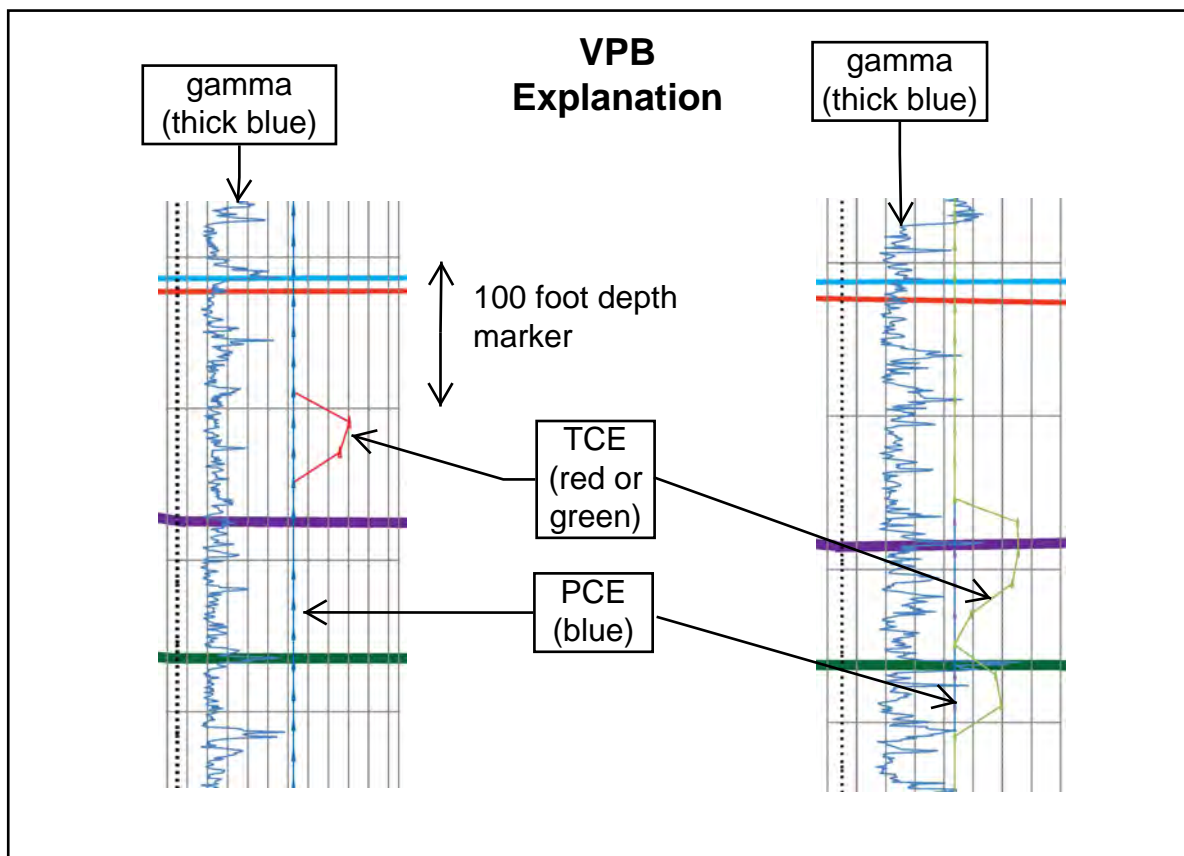 VPB
Explanation
gamma
(thick blue)
gamma
(thick blue)
100 foot depth
marker
TCE
(red or
green)
PCE
(blue)